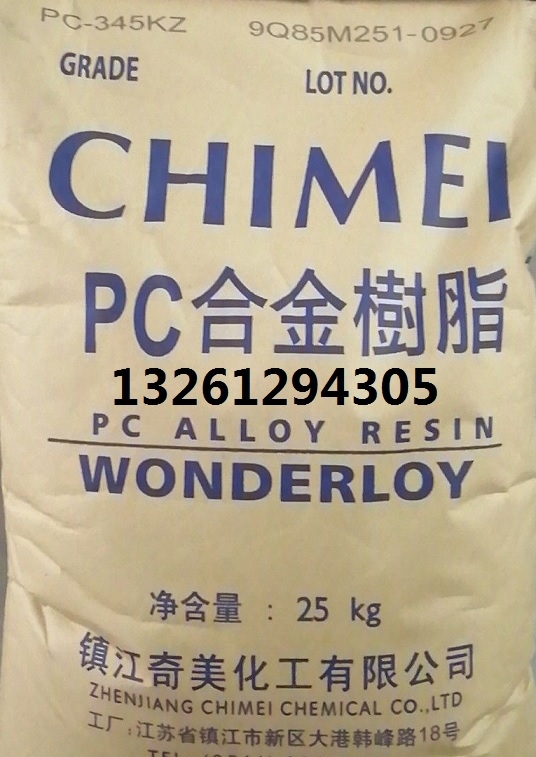 PC-345KZ 9Q85M251-0927
GRADE LOT NO.
CHIMEI
PC合金樹脂
13261294305
PC ALLOY RESIN
WONDERLOY
净含量 : 25 kg
镇江奇美化工有限公司
ZHENJIANG CHIMEI CHEMICAL CO.,LTD
工厂:江苏省镇江市新区大港韩峰路18号